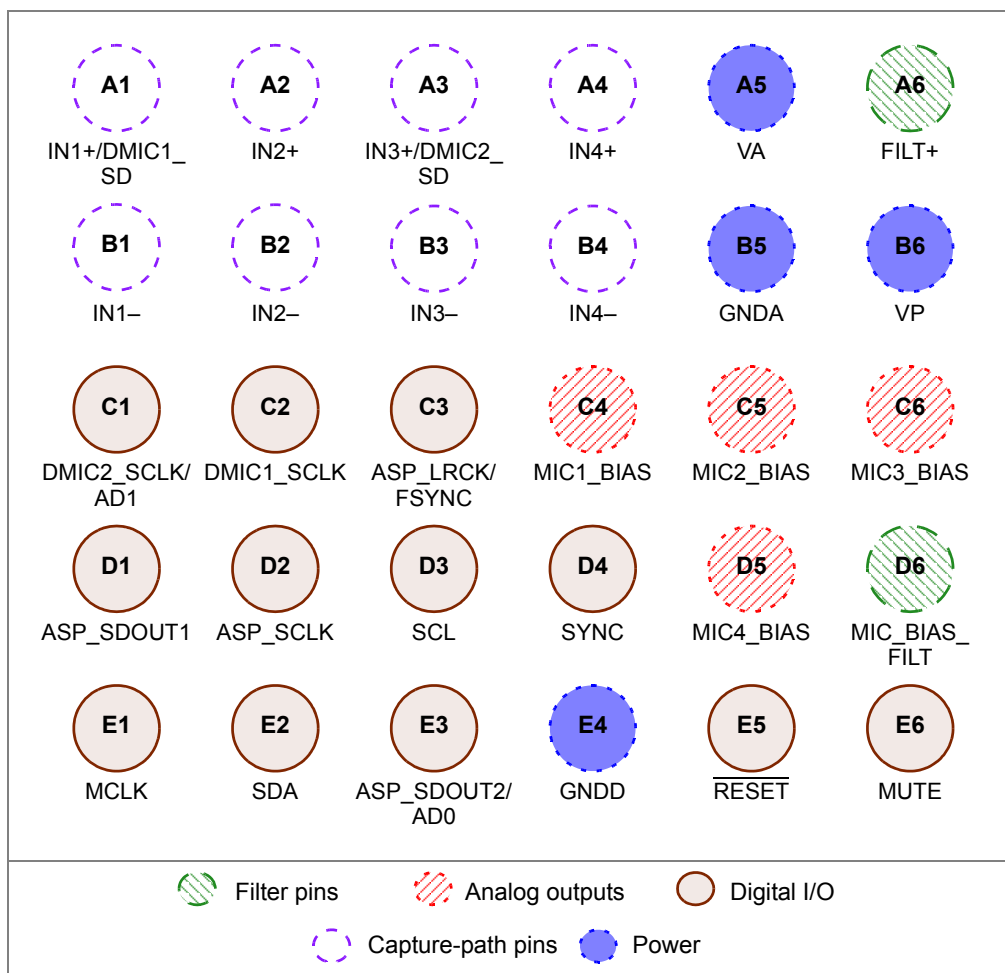 A1 A2 A3 A4 A5 A6
IN1+/DMIC1_ IN2+ IN3+/DMIC2_ IN4+ VA FILT+
SD SD
B1 B2 B3 B4 B5 B6
IN1– IN2– IN3– IN4– GNDA VP
C1 C2 C3 C4 C5 C6
DMIC2_SCLK/ DMIC1_SCLK ASP_LRCK/ MIC1_BIAS MIC2_BIAS MIC3_BIAS
AD1 FSYNC
D1 D2 D3 D4 D5 D6
ASP_SDOUT1 ASP_SCLK SCL SYNC MIC4_BIAS MIC_BIAS_
FILT
E1 E2 E3 E4 E5 E6
MCLK SDA ASP_SDOUT2/ GNDD RESET MUTE
AD0
Filter pins Analog outputs Digital I/O
Capture-path pins Power